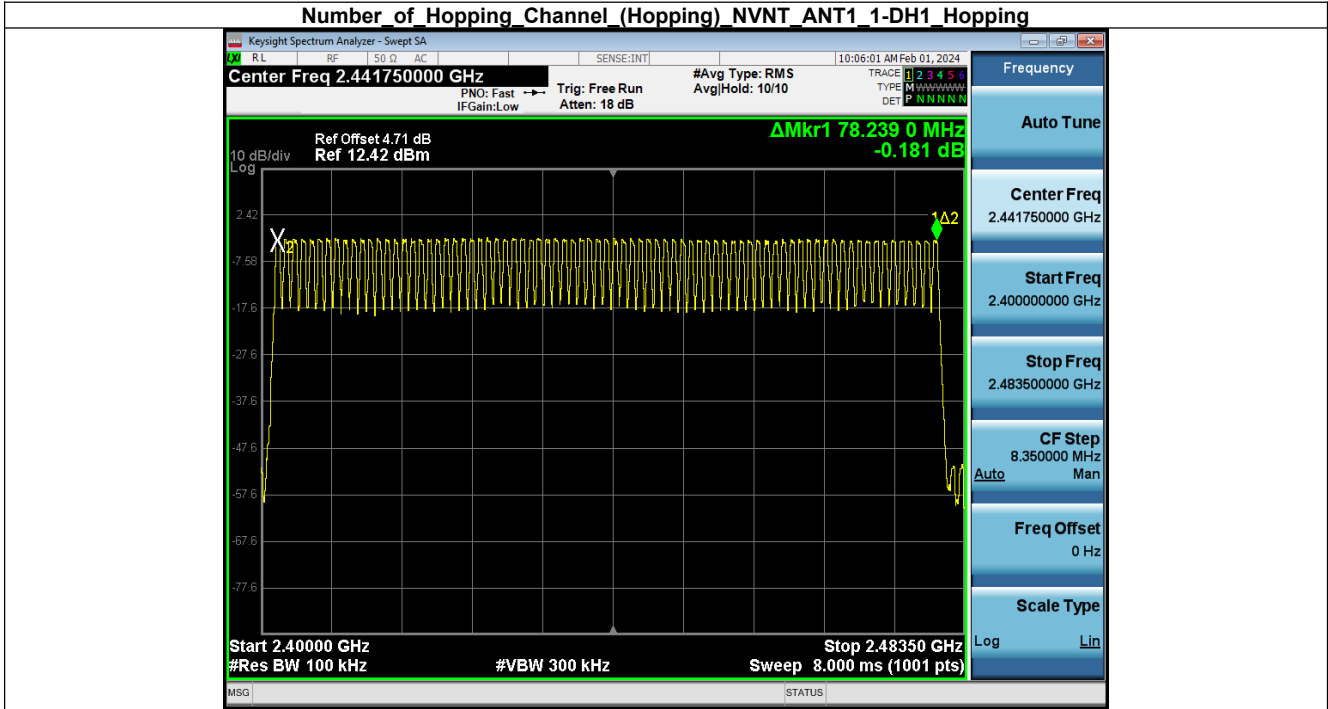 Number_of_Hopping_Channel_(Hopping)_NVNT_ANT1_1-DH1_Hopping
Keysight Spectrum Analyzer - Swept SA
LXI RL RF 50 Ω AC SENSE:INT 10:06:01 AM Feb 01, 2024
Center Freq 2.441750000 GHz
PNO: Fast
IFGain:Low
Trig: Free Run
Atten: 18 dB
#Avg Type: RMS
Avg|Hold: 10/10
TRACE 1 2 3 4 5 6
TYPE M WWWWW
DET P N N N N N
Ref Offset 4.71 dB
10 dB/div Ref 12.42 dBm
Log
ΔMkr1 78.239 0 MHz
-0.181 dB
2.42
1Δ2
X2
-7.58
-17.6
-27.6
-37.6
-47.6
-57.6
-67.6
-77.6
Start 2.40000 GHz Stop 2.48350 GHz
#Res BW 100 kHz #VBW 300 kHz Sweep 8.000 ms (1001 pts)
MSG STATUS
Frequency
Auto Tune
Center Freq
2.441750000 GHz
Start Freq
2.400000000 GHz
Stop Freq
2.483500000 GHz
CF Step
8.350000 MHz
Auto Man
Freq Offset
0 Hz
Scale Type
Log Lin